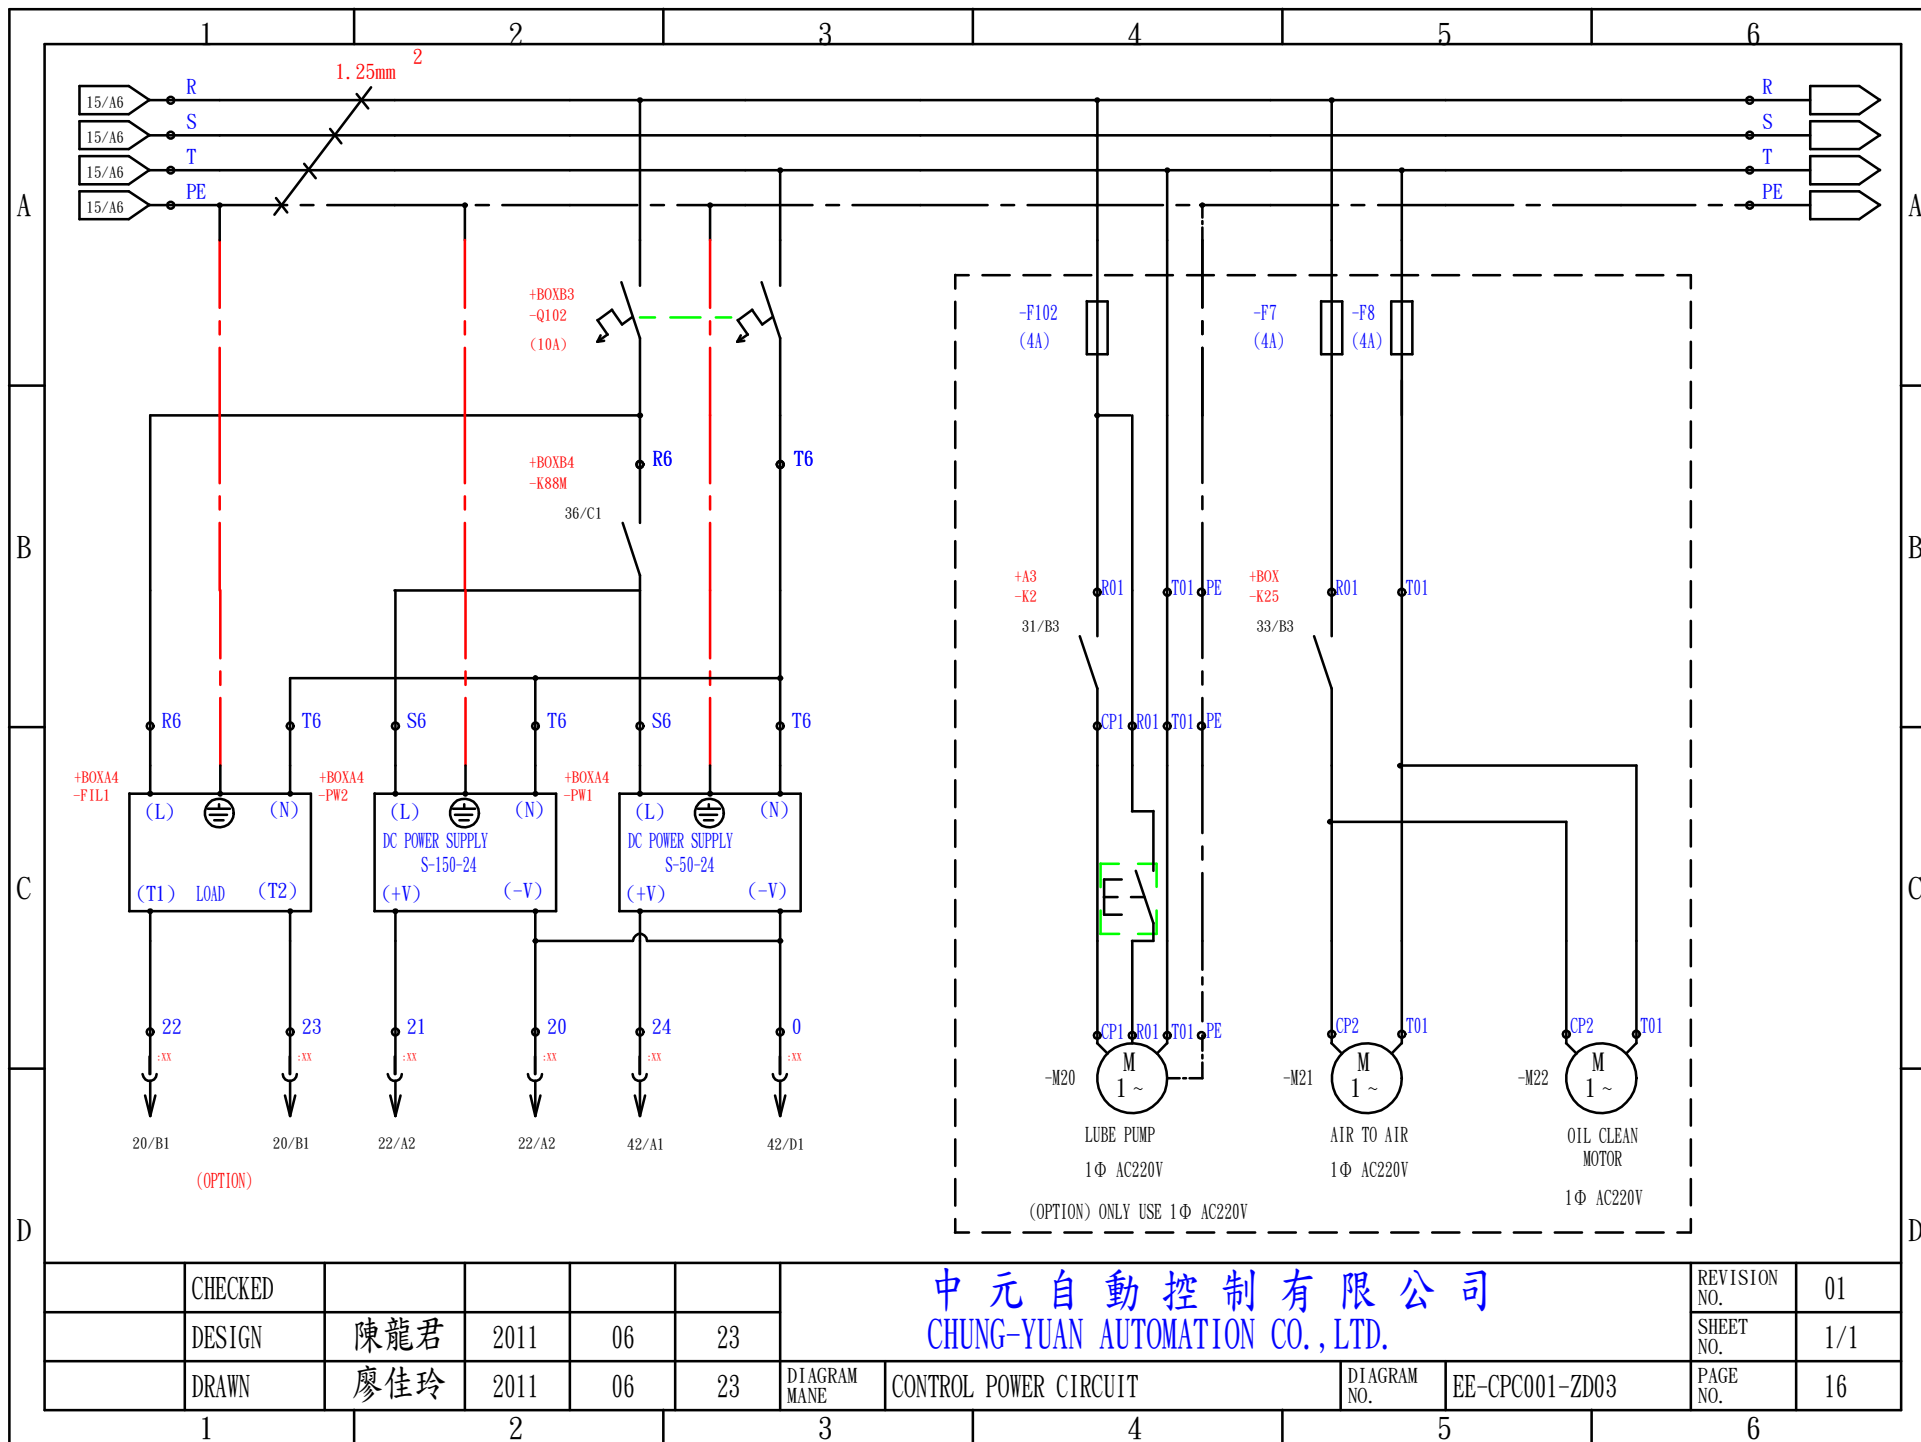 1 2 3 4 5 6
1.25mm 2
15/A6 R R
15/A6 S S
15/A6 T T
15/A6 PE PE
A A
+BOXB3
-Q102
(10A)
-F102
(4A)
-F7
(4A)
-F8
(4A)
+BOXB4
-K88M
R6 T6
36/C1
B B
+A3
-K2
R01 T01 PE
31/B3
+BOX
-K25
R01 T01
33/B3
R6 T6 S6 T6 S6 T6
CP1 R01 T01 PE
+BOXA4
-FIL1
+BOXA4
-PW2
+BOXA4
-PW1
(L) (N)
(T1) LOAD (T2)
(L) (N)
DC POWER SUPPLY
S-150-24
(+V) (-V)
(L) (N)
DC POWER SUPPLY
S-50-24
(+V) (-V)
C C
22 23 21 20 24 0
:XX :XX :XX :XX :XX :XX
20/B1 20/B1 22/A2 22/A2 42/A1 42/D1
(OPTION)
CP1 R01 T01 PE
CP2 T01
CP2 T01
-M20
M
1 ~
-M21
M
1 ~
-M22
M
1 ~
LUBE PUMP
1Φ AC220V
AIR TO AIR
1Φ AC220V
OIL CLEAN
MOTOR
1Φ AC220V
(OPTION) ONLY USE 1Φ AC220V
D D
CHECKED
DESIGN 陳龍君 2011 06 23
DRAWN 廖佳玲 2011 06 23
中元自動控制有限公司
CHUNG-YUAN AUTOMATION CO.,LTD.
DIAGRAM
MANE
CONTROL POWER CIRCUIT
DIAGRAM
NO.
EE-CPC001-ZD03
REVISION
NO.
01
SHEET
NO.
1/1
PAGE
NO.
16
1 2 3 4 5 6